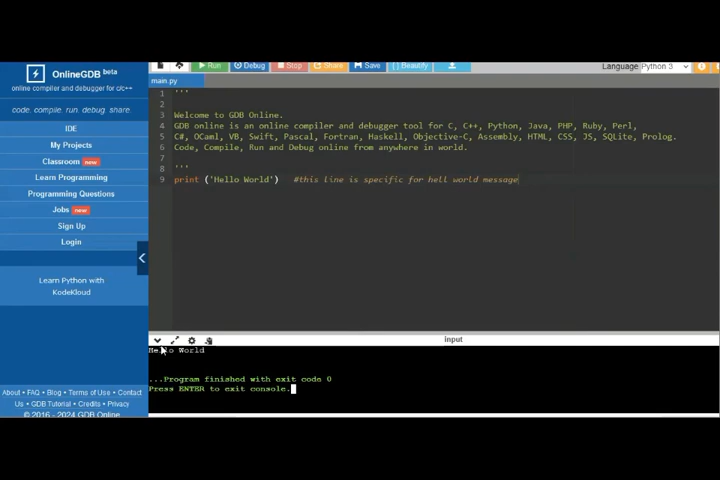 OnlineGDB beta
online compiler and debugger for c/c++
code. compile. run. debug. share.
IDE
My Projects
Classroom new
Learn Programming
Programming Questions
Jobs new
Sign Up
Login
Learn Python with
KodeKloud
About • FAQ • Blog • Terms of Use • Contact
Us • GDB Tutorial • Credits • Privacy
© 2016 - 2024 GDB Online
Run Debug Stop Share Save { } Beautify
Language Python 3
main.py
1 '''
2
3 Welcome to GDB Online.
4 GDB online is an online compiler and debugger tool for C, C++, Python, Java, PHP, Ruby, Perl,
5 C#, OCaml, VB, Swift, Pascal, Fortran, Haskell, Objective-C, Assembly, HTML, CSS, JS, SQLite, Prolog.
6 Code, Compile, Run and Debug online from anywhere in world.
7
8 '''
9 print ('Hello World') #this line is specific for hell world message
input
Hello World
...Program finished with exit code 0
Press ENTER to exit console.